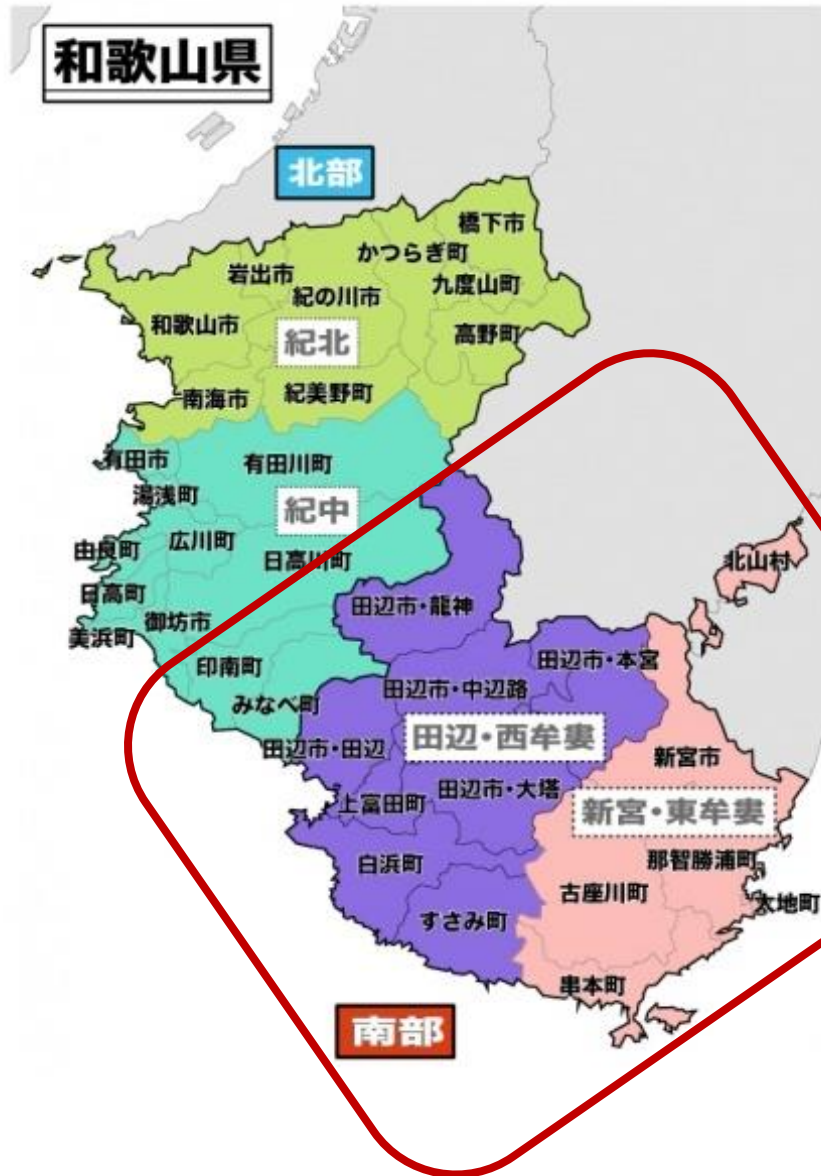 和歌山県
北部
橋下市
かつらぎ町
岩出市
九度山町
紀の川市
和歌山市
高野町
紀北
南海市
紀美野町
有田市
有田川町
湯浅町
紀中
広川町
由良町
日高川町
北山村
日高町
田辺市・龍神
御坊市
美浜町
印南町
田辺市・本宮
田辺市・中辺路
みなべ町
田辺市・田辺
田辺・西牟婁
新宮市
田辺市・大塔
上富田町
新宮・東牟婁
白浜町
那智勝浦町
古座川町
太地町
すさみ町
串本町
南部